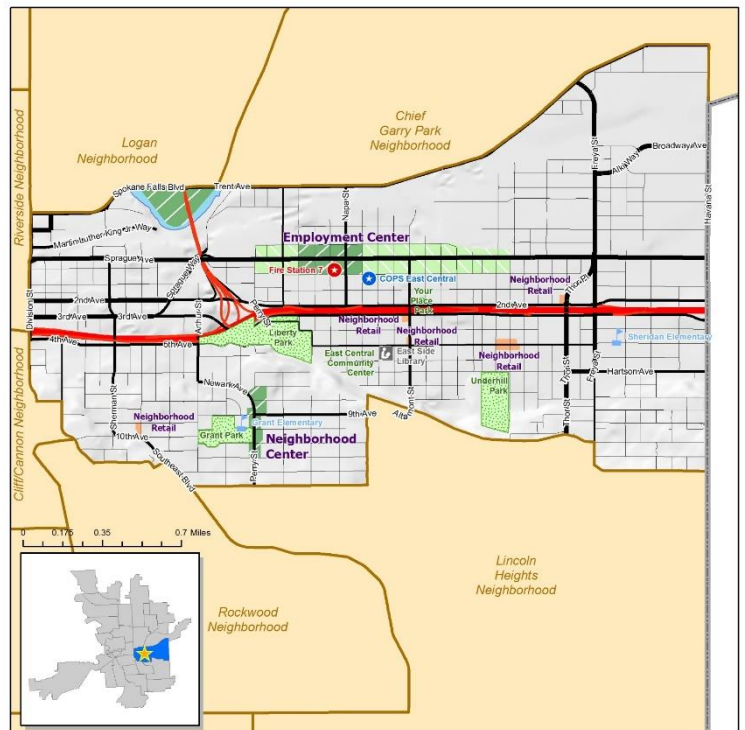 Riverside Neighborhood
Logan
Neighborhood
Chief
Garry Park
Neighborhood
Spokane Falls Blvd
Trent Ave
Martin Luther King Jr Way
Sprague Ave
Sprague Way
Napa St
Freya St
Broadway Ave
Alki Way
Havana St
Employment Center
Fire Station 7
COPS East Central
Your
Place
Park
Neighborhood
Retail
Thor Pl
Division St
2nd Ave
2nd Ave
3rd Ave
3rd Ave
4th Ave
5th Ave
Arthur St
Perry St
Liberty
Park
Neighborhood
Retail
Neighborhood
Retail
Neighborhood
Retail
East Central
Community
Center
East Side
Library
Sheridan Elementary
Freya St
Hartson Ave
Underhill
Park
Thor St
Thor St
Newark Ave
Sherman St
Neighborhood
Retail
10th Ave
Southeast Blvd
Grant Park
Grant Elementary
9th Ave
Perry St
Neighborhood
Center
Cliff/Cannon Neighborhood
0 0.175 0.35 0.7 Miles
Rockwood
Neighborhood
Lincoln
Heights
Neighborhood